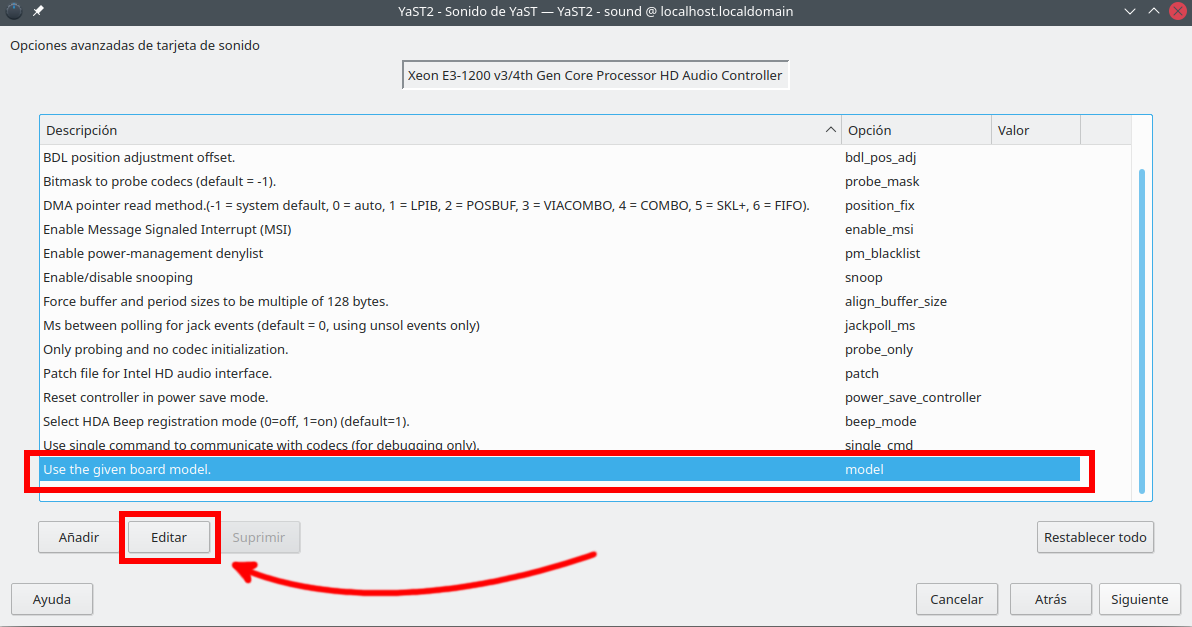 YaST2 - Sonido de YaST — YaST2 - sound @ localhost.localdomain
Opciones avanzadas de tarjeta de sonido
Xeon E3-1200 v3/4th Gen Core Processor HD Audio Controller
Descripción Opción Valor
BDL position adjustment offset. bdl_pos_adj
Bitmask to probe codecs (default = -1). probe_mask
DMA pointer read method.(-1 = system default, 0 = auto, 1 = LPIB, 2 = POSBUF, 3 = VIACOMBO, 4 = COMBO, 5 = SKL+, 6 = FIFO). position_fix
Enable Message Signaled Interrupt (MSI) enable_msi
Enable power-management denylist pm_blacklist
Enable/disable snooping snoop
Force buffer and period sizes to be multiple of 128 bytes. align_buffer_size
Ms between polling for jack events (default = 0, using unsol events only) jackpoll_ms
Only probing and no codec initialization. probe_only
Patch file for Intel HD audio interface. patch
Reset controller in power save mode. power_save_controller
Select HDA Beep registration mode (0=off, 1=on) (default=1). beep_mode
Use single command to communicate with codecs (for debugging only). single_cmd
Use the given board model. model
Añadir Editar Suprimir Restablecer todo
Ayuda Cancelar Atrás Siguiente